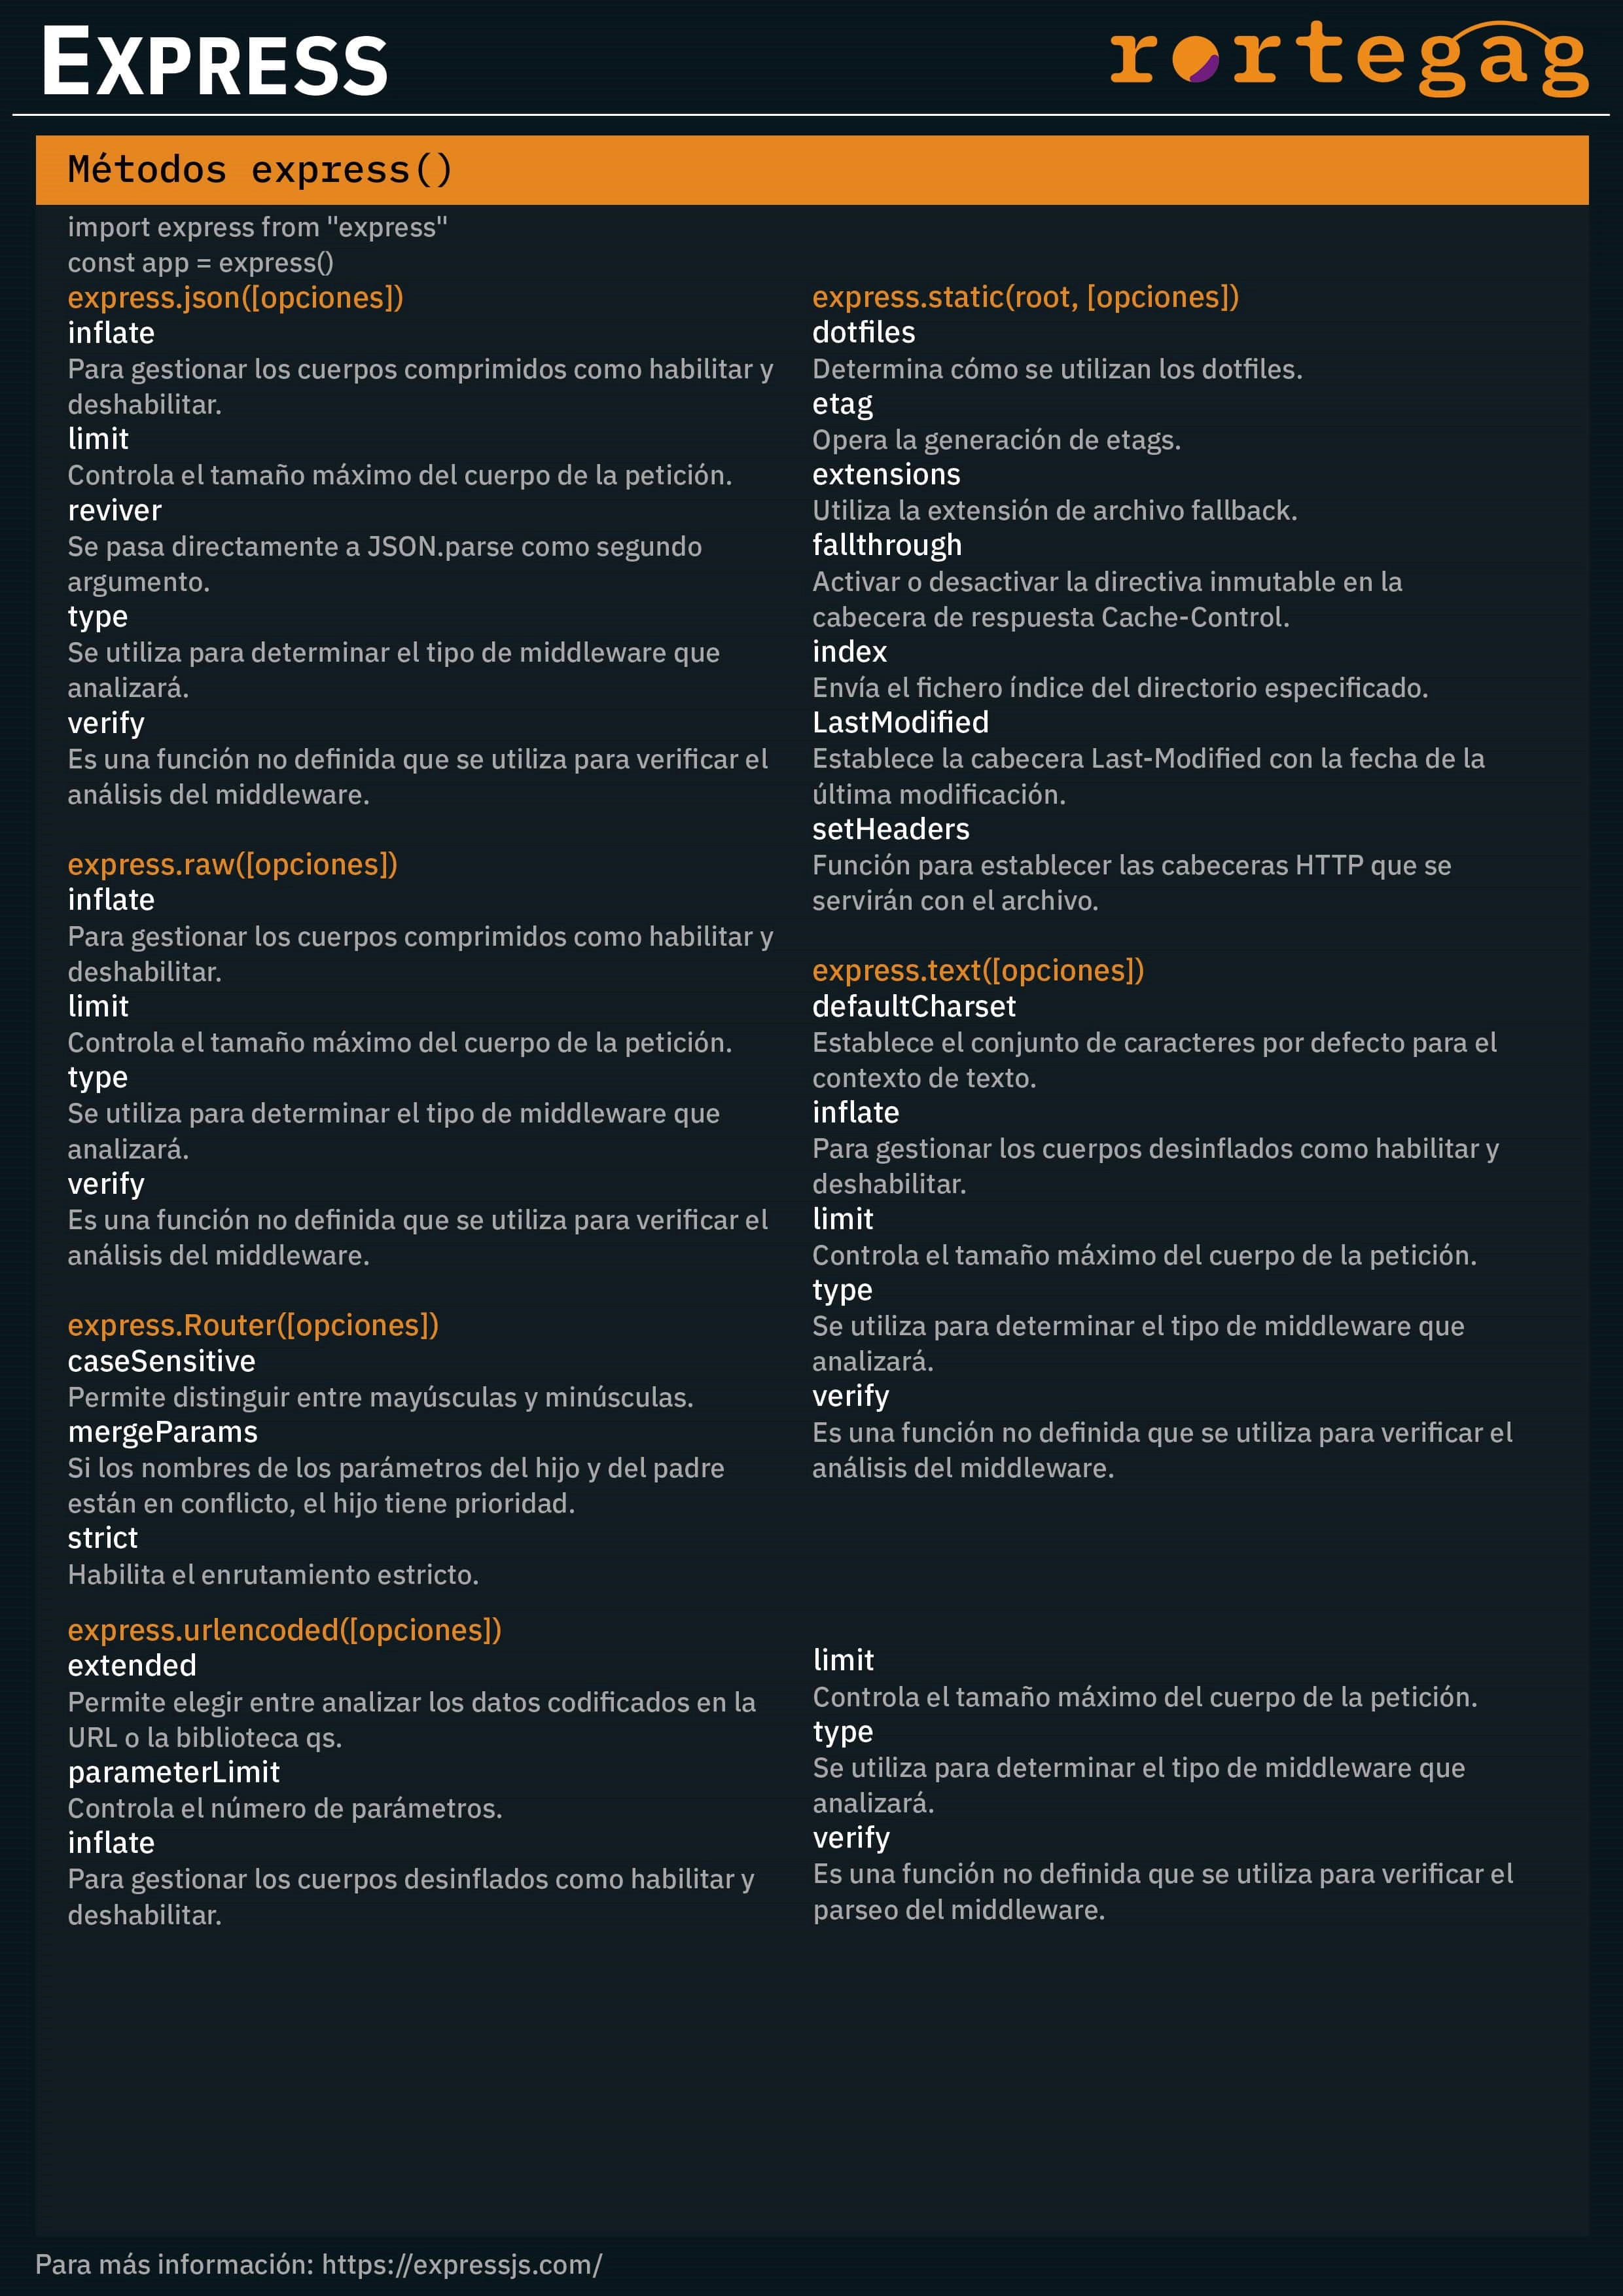 EXPRESS
rortegag
Métodos express()
import express from "express"
const app = express()
express.json([opciones])
inflate
Para gestionar los cuerpos comprimidos como habilitar y
deshabilitar.
limit
Controla el tamaño máximo del cuerpo de la petición.
reviver
Se pasa directamente a JSON.parse como segundo
argumento.
type
Se utiliza para determinar el tipo de middleware que
analizará.
verify
Es una función no definida que se utiliza para verificar el
análisis del middleware.
express.raw([opciones])
inflate
Para gestionar los cuerpos comprimidos como habilitar y
deshabilitar.
limit
Controla el tamaño máximo del cuerpo de la petición.
type
Se utiliza para determinar el tipo de middleware que
analizará.
verify
Es una función no definida que se utiliza para verificar el
análisis del middleware.
express.Router([opciones])
caseSensitive
Permite distinguir entre mayúsculas y minúsculas.
mergeParams
Si los nombres de los parámetros del hijo y del padre
están en conflicto, el hijo tiene prioridad.
strict
Habilita el enrutamiento estricto.
express.static(root, [opciones])
dotfiles
Determina cómo se utilizan los dotfiles.
etag
Opera la generación de etags.
extensions
Utiliza la extensión de archivo fallback.
fallthrough
Activar o desactivar la directiva inmutable en la
cabecera de respuesta Cache-Control.
index
Envía el fichero índice del directorio especificado.
LastModified
Establece la cabecera Last-Modified con la fecha de la
última modificación.
setHeaders
Función para establecer las cabeceras HTTP que se
servirán con el archivo.
express.text([opciones])
defaultCharset
Establece el conjunto de caracteres por defecto para el
contexto de texto.
inflate
Para gestionar los cuerpos desinflados como habilitar y
deshabilitar.
limit
Controla el tamaño máximo del cuerpo de la petición.
type
Se utiliza para determinar el tipo de middleware que
analizará.
verify
Es una función no definida que se utiliza para verificar el
análisis del middleware.
express.urlencoded([opciones])
extended
Permite elegir entre analizar los datos codificados en la
URL o la biblioteca qs.
parameterLimit
Controla el número de parámetros.
inflate
Para gestionar los cuerpos desinflados como habilitar y
deshabilitar.
limit
Controla el tamaño máximo del cuerpo de la petición.
type
Se utiliza para determinar el tipo de middleware que
analizará.
verify
Es una función no definida que se utiliza para verificar el
parseo del middleware.
Para más información: https://expressjs.com/